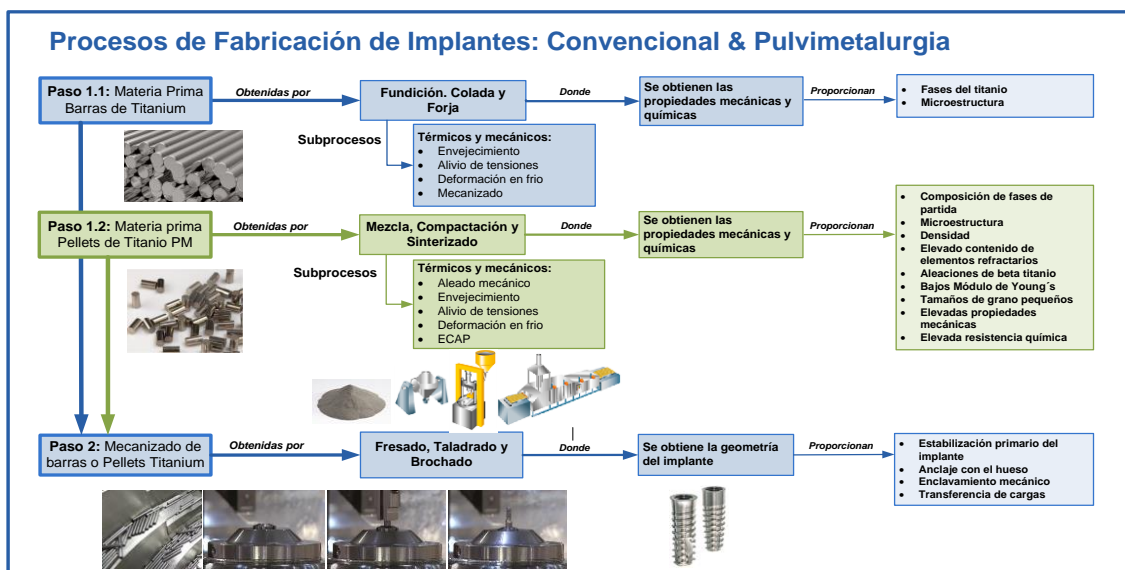 Procesos de Fabricación de Implantes: Convencional & Pulvimetalurgia
Paso 1.1: Materia Prima
Barras de Titanium
Obtenidas por
Fundición. Colada y
Forja
Donde
Se obtienen las
propiedades mecánicas y
químicas
Proporcionan
• Fases del titanio
• Microestructura
Subprocesos
Térmicos y mecánicos:
• Envejecimiento
• Alivio de tensiones
• Deformación en frio
• Mecanizado
Paso 1.2: Materia prima
Pellets de Titanio PM
Obtenidas por
Mezcla, Compactación y
Sinterizado
Donde
Se obtienen las
propiedades mecánicas y
químicas
Proporcionan
• Composición de fases de
partida
• Microestructura
• Densidad
• Elevado contenido de
elementos refractarios
• Aleaciones de beta titanio
• Bajos Módulo de Young´s
• Tamaños de grano pequeños
• Elevadas propiedades
mecánicas
• Elevada resistencia química
Subprocesos
Térmicos y mecánicos:
• Aleado mecánico
• Envejecimiento
• Alivio de tensiones
• Deformación en frio
• ECAP
Paso 2: Mecanizado de
barras o Pellets Titanium
Obtenidas por
Fresado, Taladrado y
Brochado
Donde
Se obtiene la geometría
del implante
Proporcionan
• Estabilización primario del
implante
• Anclaje con el hueso
• Enclavamiento mecánico
• Transferencia de cargas